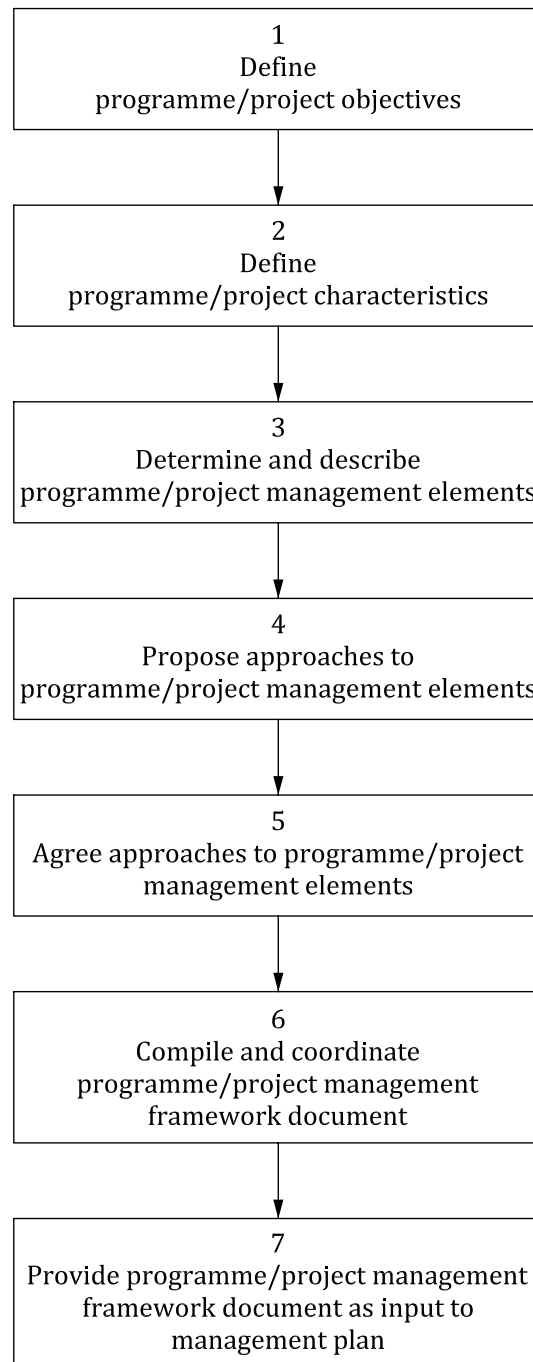 1
Define
programme/project objectives
2
Define
programme/project characteristics
3
Determine and describe
programme/project management elements
4
Propose approaches to
programme/project management elements
5
Agree approaches to programme/project
management elements
6
Compile and coordinate
programme/project management
framework document
7
Provide programme/project management
framework document as input to
management plan